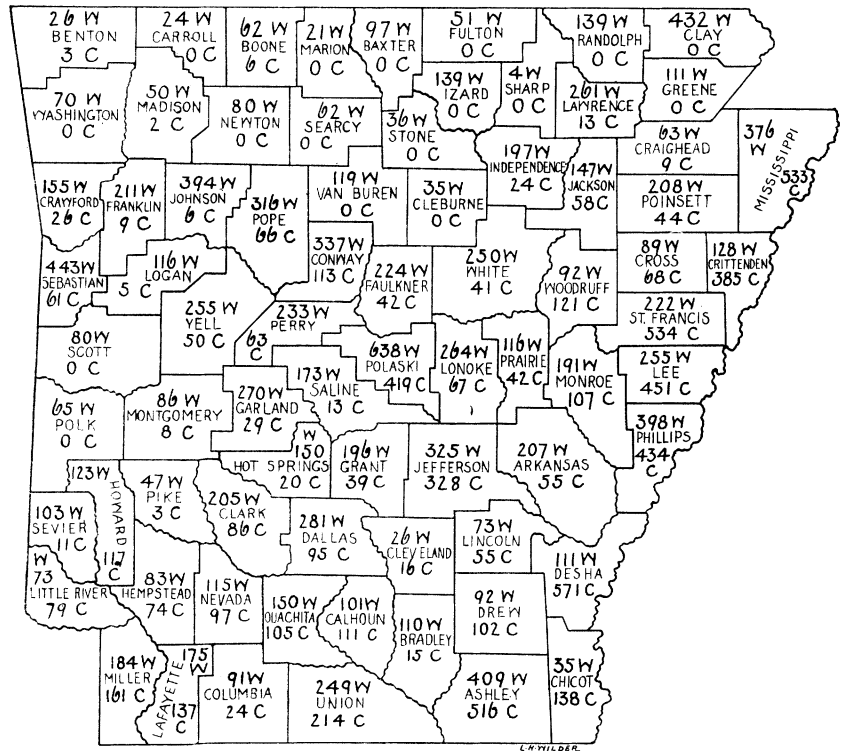 26 W
BENTON
3 C
24 W
CARROLL
0 C
62 W
BOONE
6 C
21 W
MARION
0 C
97 W
BAXTER
0 C
51 W
FULTON
0 C
139 W
RANDOLPH
0 C
432 W
CLAY
0 C
70 W
WASHINGTON
0 C
50 W
MADISON
2 C
80 W
NEWTON
0 C
62 W
SEARCY
0 C
36 W
STONE
0 C
139 W
IZARD
0 C
4 W
SHARP
0 C
261 W
LAWRENCE
13 C
111 W
GREENE
0 C
155 W
CRAWFORD
26 C
211 W
FRANKLIN
9 C
394 W
JOHNSON
6 C
316 W
POPE
66 C
119 W
VAN BUREN
0 C
35 W
CLEBURNE
0 C
197 W
INDEPENDENCE
24 C
147 W
JACKSON
58 C
63 W
CRAIGHEAD
9 C
208 W
POINSETT
44 C
376
W
MISSISSIPPI
533
C
443 W
SEBASTIAN
61 C
116 W
LOGAN
5 C
255 W
YELL
50 C
337 W
CONWAY
113 C
224 W
FAULKNER
42 C
250 W
WHITE
41 C
92 W
WOODRUFF
121 C
89 W
CROSS
68 C
128 W
CRITTENDEN
385 C
80 W
SCOTT
0 C
233 W
PERRY
63
C
222 W
ST. FRANCIS
534 C
173 W
SALINE
13 C
638 W
POLASKI
419 C
264 W
LONOKE
67 C
116 W
PRAIRIE
42 C
191 W
MONROE
107 C
255 W
LEE
451 C
65 W
POLK
0 C
86 W
MONTGOMERY
8 C
270 W
GARLAND
29 C
W
150
HOT SPRINGS
20 C
196 W
GRANT
39 C
325 W
JEFFERSON
328 C
207 W
ARKANSAS
55 C
398 W
PHILLIPS
434
C
123 W
HOWARD
117
C
47 W
PIKE
3 C
205 W
CLARK
86 C
103 W
SEVIER
11 C
281 W
DALLAS
95 C
26 W
CLEVELAND
16 C
73 W
LINCOLN
55 C
111 W
DESHA
571 C
W
73
LITTLE RIVER
79 C
83 W
HEMPSTEAD
74 C
115 W
NEVADA
97 C
150 W
OUACHITA
105 C
101 W
CALHOUN
111 C
110 W
BRADLEY
15 C
92 W
DREW
102 C
184 W
MILLER
161 C
175
W
LAFAYETTE
137
C
91 W
COLUMBIA
24 C
249 W
UNION
214 C
409 W
ASHLEY
516 C
35 W
CHICOT
138 C
L.H. WILDER